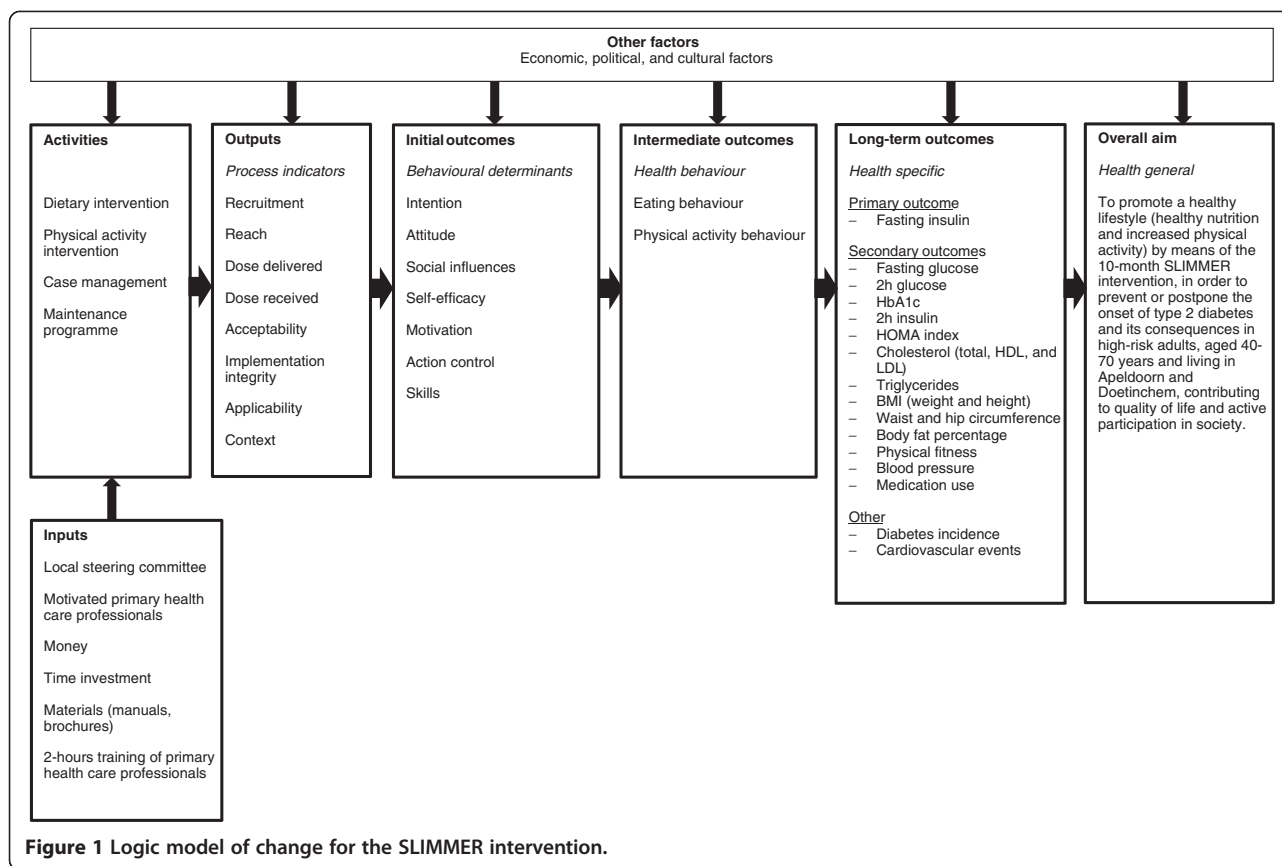 Other factors
Economic, political, and cultural factors
Activities
Dietary intervention
Physical activity
intervention
Case management
Maintenance
programme
Outputs
Process indicators
Recruitment
Reach
Dose delivered
Dose received
Acceptability
Implementation
integrity
Applicability
Context
Initial outcomes
Behavioural determinants
Intention
Attitude
Social influences
Self-efficacy
Motivation
Action control
Skills
Intermediate outcomes
Health behaviour
Eating behaviour
Physical activity behaviour
Long-term outcomes
Health specific
Primary outcome
– Fasting insulin
Secondary outcomes
– Fasting glucose
– 2h glucose
– HbA1c
– 2h insulin
– HOMA index
– Cholesterol (total, HDL, and
LDL)
– Triglycerides
– BMI (weight and height)
– Waist and hip circumference
– Body fat percentage
– Physical fitness
– Blood pressure
– Medication use
Other
– Diabetes incidence
– Cardiovascular events
Overall aim
Health general
To promote a healthy
lifestyle (healthy nutrition
and increased physical
activity) by means of the
10-month SLIMMER
intervention, in order to
prevent or postpone the
onset of type 2 diabetes
and its consequences in
high-risk adults, aged 40-
70 years and living in
Apeldoorn and
Doetinchem, contributing
to quality of life and active
participation in society.
Inputs
Local steering committee
Motivated primary health
care professionals
Money
Time investment
Materials (manuals,
brochures)
2-hours training of primary
health care professionals
Figure 1 Logic model of change for the SLIMMER intervention.